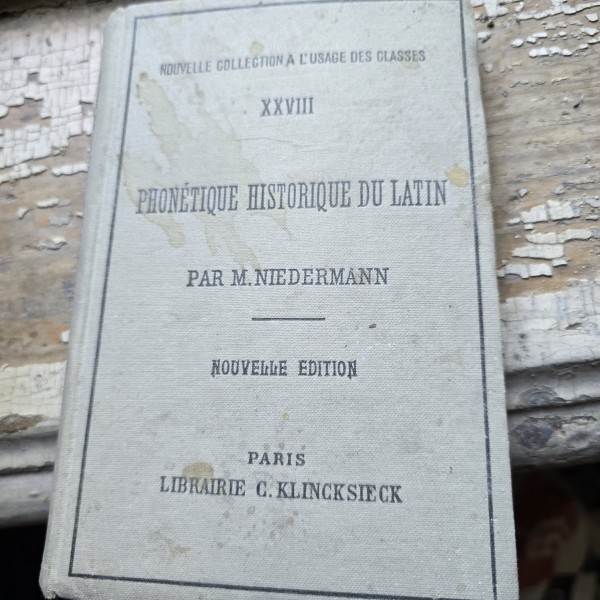 NOUVELLE COLLECTION A L'USAGE DES CLASSES
XXVIII
PHONÉTIQUE HISTORIQUE DU LATIN
PAR M. NIEDERMANN
NOUVELLE EDITION
PARIS
LIBRAIRIE C. KLINCKSIECK